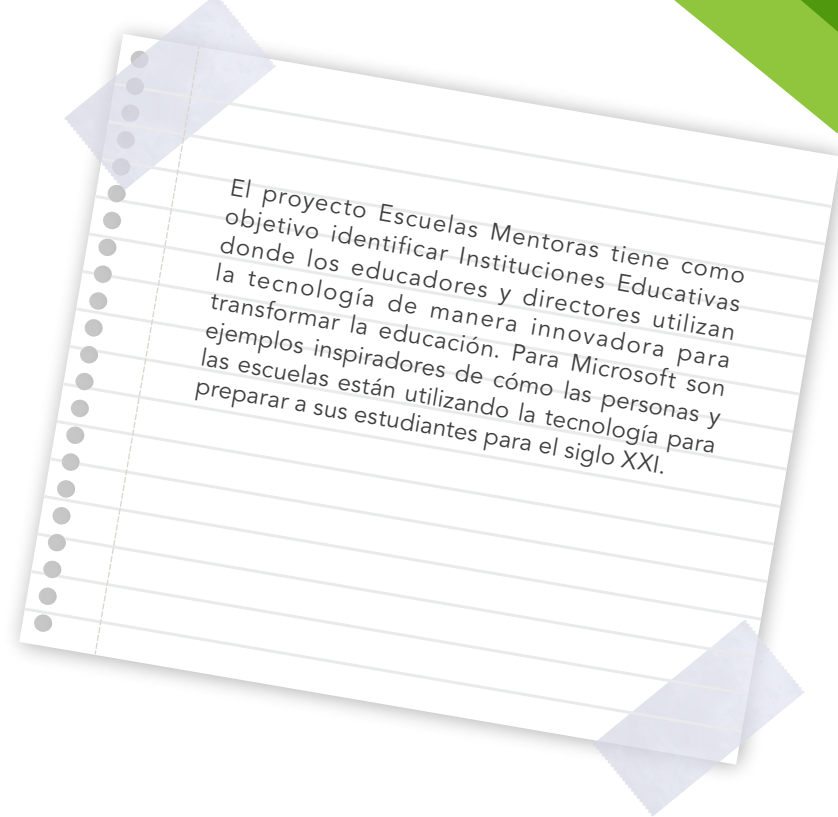 El proyecto Escuelas Mentoras tiene como
objetivo identificar Instituciones Educativas
donde los educadores y directores utilizan
la tecnología de manera innovadora para
transformar la educación. Para Microsoft son
ejemplos inspiradores de cómo las personas y
las escuelas están utilizando la tecnología para
preparar a sus estudiantes para el siglo XXI.